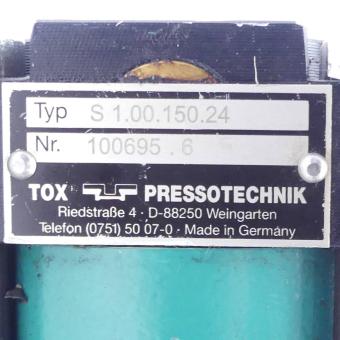 Typ S 1.00.150.24
Nr. 100695.6
TOX PRESSOTECHNIK
Riedstraße 4 · D-88250 Weingarten
Telefon (0751) 50 07-0 · Made in Germany